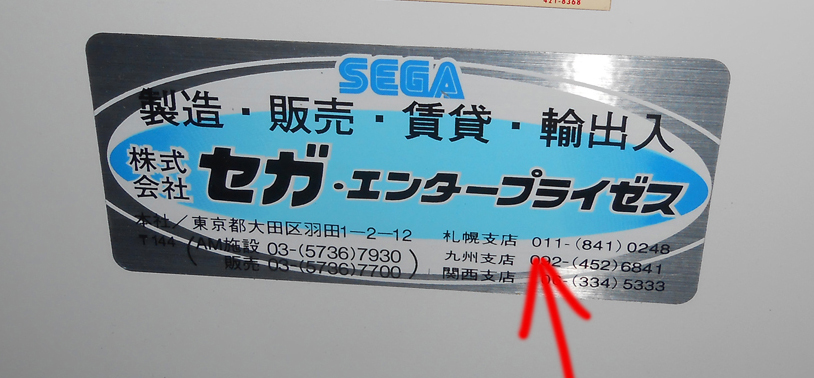 421-8368
SEGA
製造・販売・賃貸・輸出入
株式会社 セガ・エンタープライゼス
本社/東京都大田区羽田1-2-12
〒144 (AM施設 03-(5736)7930
販売 03-(5736)7700)
札幌支店 011-(841)0248
九州支店 092-(452)6841
関西支店 (334)5333